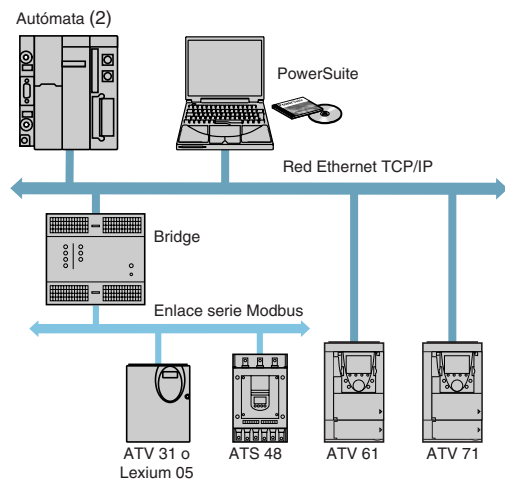 Autómata (2)
PowerSuite
Red Ethernet TCP/IP
Bridge
Enlace serie Modbus
ATV 31 o
Lexium 05
ATS 48
ATV 61
ATV 71